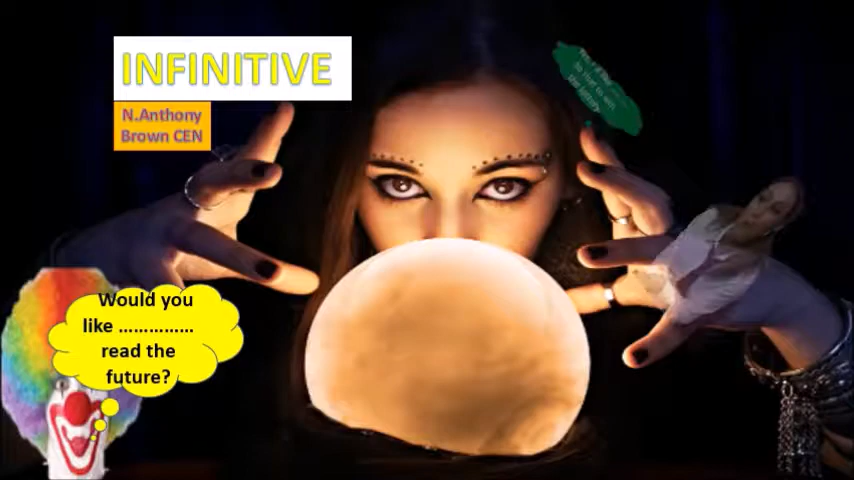 INFINITIVE
N.Anthony
Brown CEN
Would you
like ...............
read the
future?